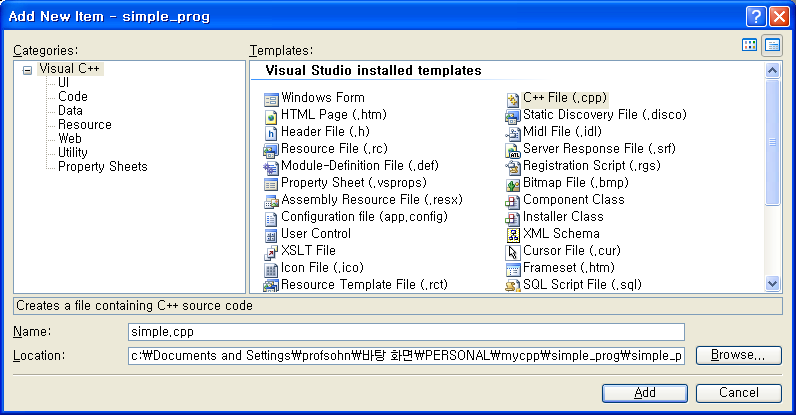 Add New Item - simple_prog
Categories:
Templates:
Visual C++
UI
Code
Data
Resource
Web
Utility
Property Sheets
Visual Studio installed templates
Windows Form
C++ File (.cpp)
HTML Page (.htm)
Static Discovery File (.disco)
Header File (.h)
Midl File (.idl)
Resource File (.rc)
Server Response File (.srf)
Module-Definition File (.def)
Registration Script (.rgs)
Property Sheet (.vsprops)
Bitmap File (.bmp)
Assembly Resource File (.resx)
Component Class
Configuration file (app.config)
Installer Class
User Control
XML Schema
XSLT File
Cursor File (.cur)
Icon File (.ico)
Frameset (.htm)
Resource Template File (.rct)
SQL Script File (.sql)
Creates a file containing C++ source code
Name:
simple.cpp
Location:
c:₩Documents and Settings₩profsohn₩바탕 화면₩PERSONAL₩mycpp₩simple_prog₩simple_p
Browse...
Add
Cancel